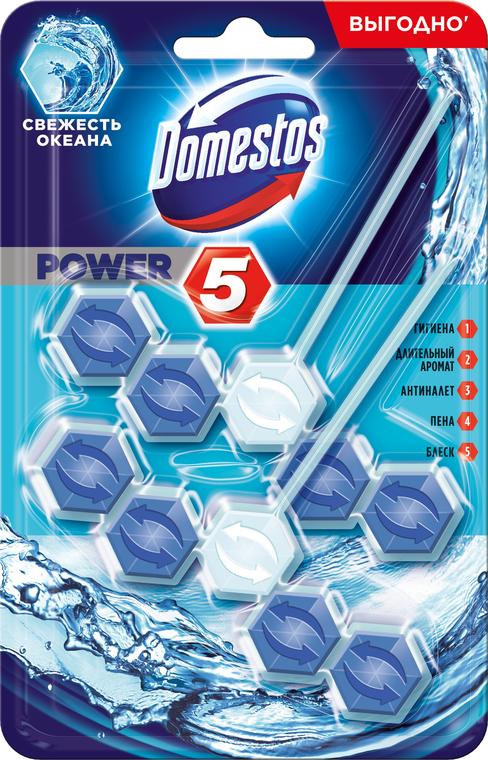 ВЫГОДНО'
СВЕЖЕСТЬ
ОКЕАНА
Domestos
POWER 5
ГИГИЕНА 1
ДЛИТЕЛЬНЫЙ
АРОМАТ 2
АНТИНАЛЕТ 3
ПЕНА 4
БЛЕСК 5